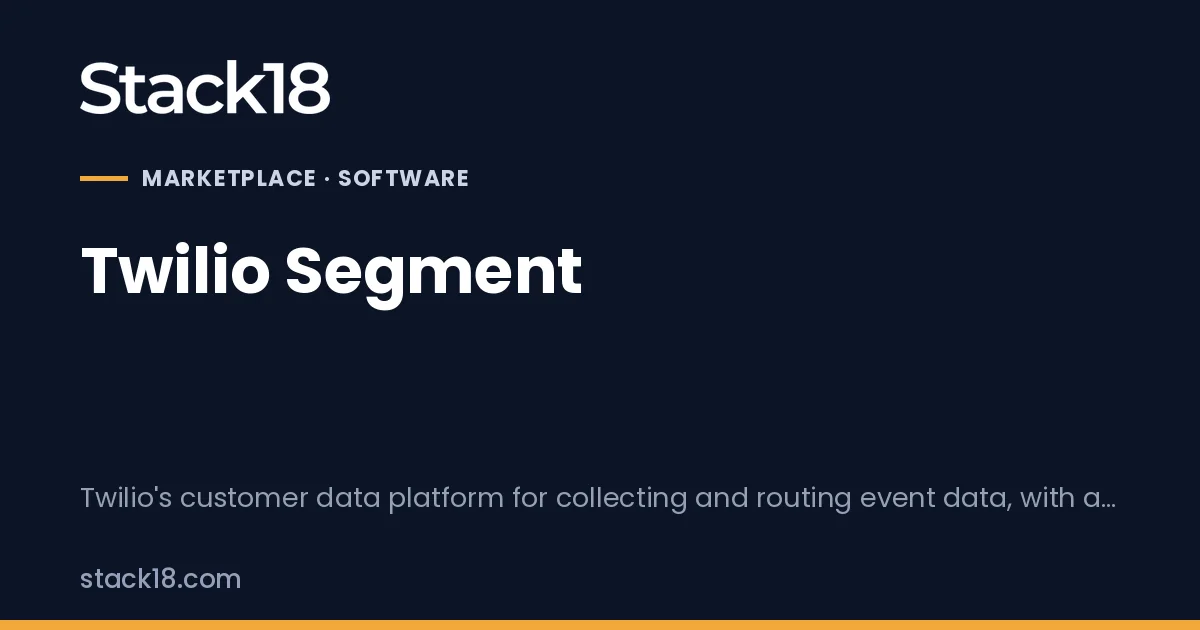 Stack18
MARKETPLACE · SOFTWARE
Twilio Segment
Twilio's customer data platform for collecting and routing event data, with a...
stack18.com